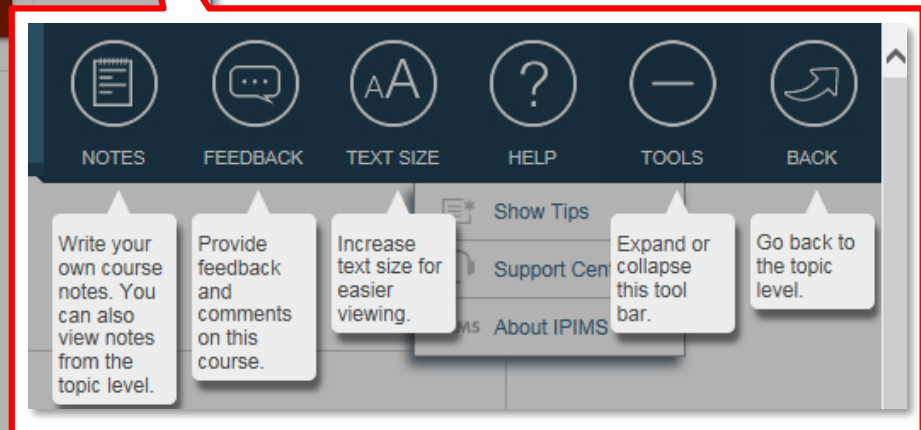 NOTES FEEDBACK TEXT SIZE HELP TOOLS BACK
Write your
own course
notes. You
can also
view notes
from the
topic level.
Provide
feedback
and
comments
on this
course.
Increase
text size for
easier
viewing.
Show Tips
Support Cen
About IPIMS
Expand or
collapse
this tool
bar.
Go back to
the topic
level.